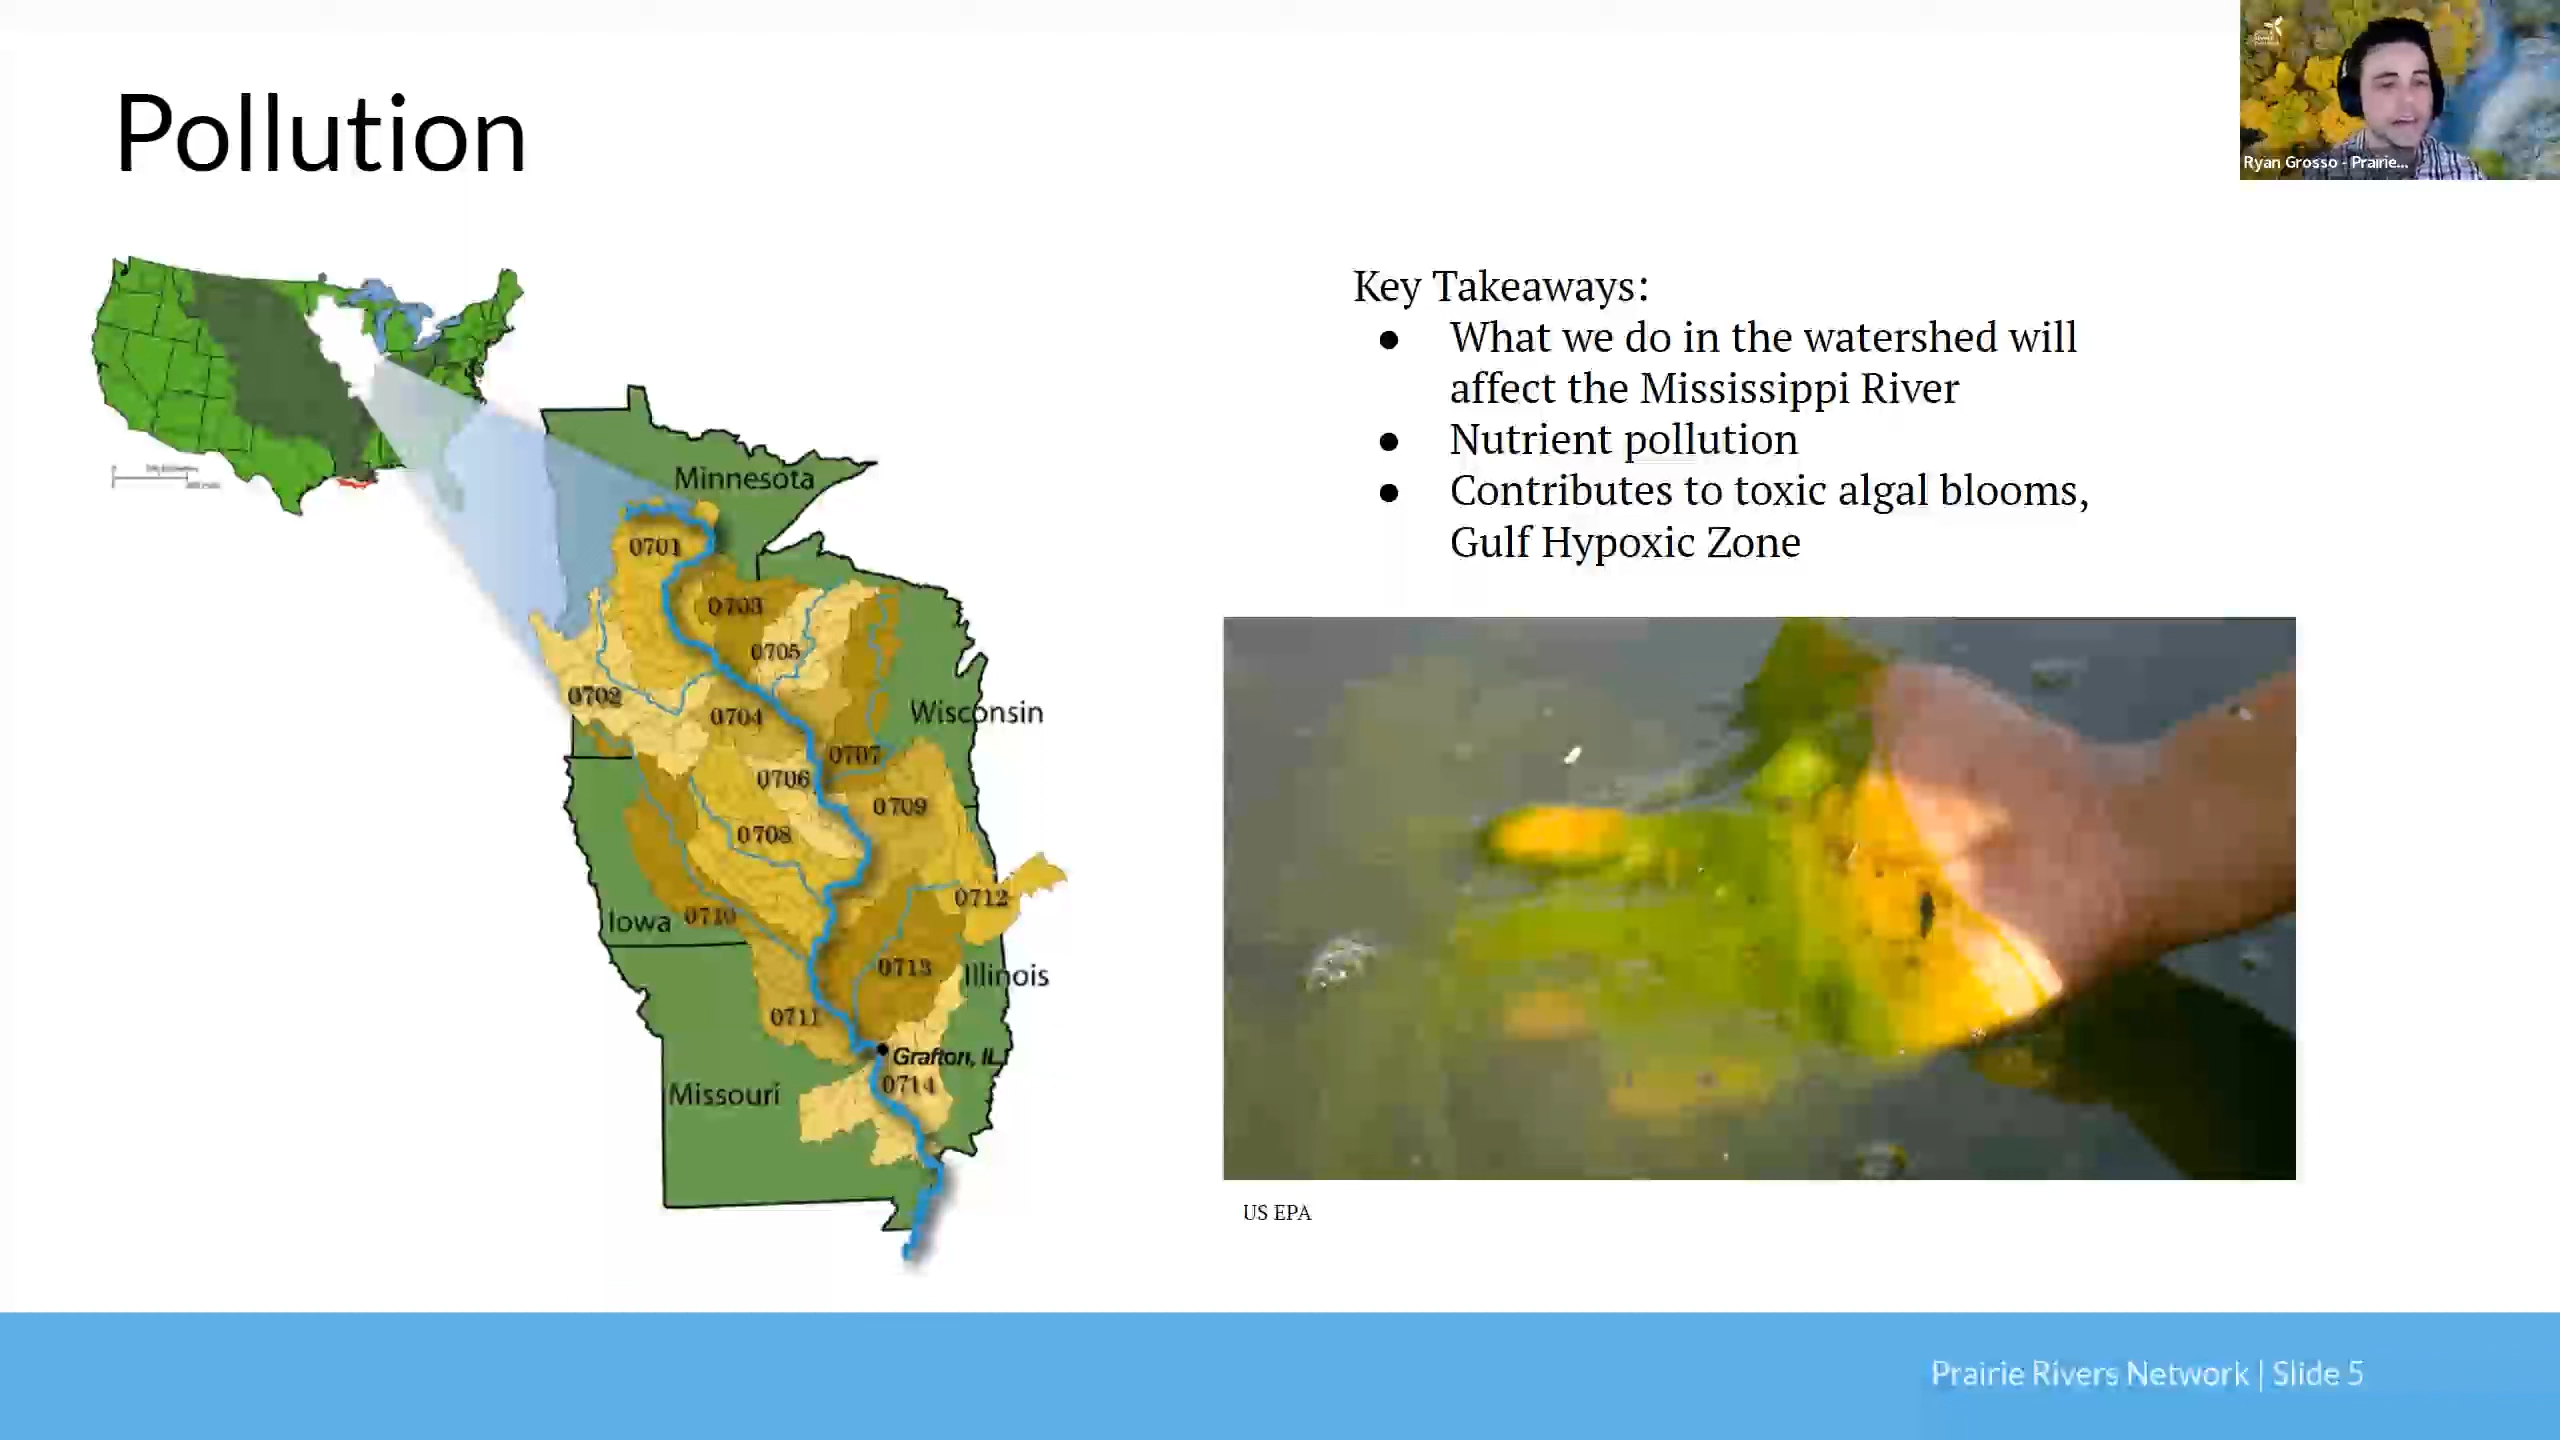 Pollution
Ryan Grosso - Prairie...
Key Takeaways:
● What we do in the watershed will
affect the Mississippi River
● Nutrient pollution
● Contributes to toxic algal blooms,
Gulf Hypoxic Zone
Minnesota
0701
0703
0705
0702
0704
Wisconsin
0707
0706
0709
0708
0712
Iowa
0710
0713
Illinois
0711
Grafton, IL
0714
Missouri
US EPA
Prairie Rivers Network | Slide 5